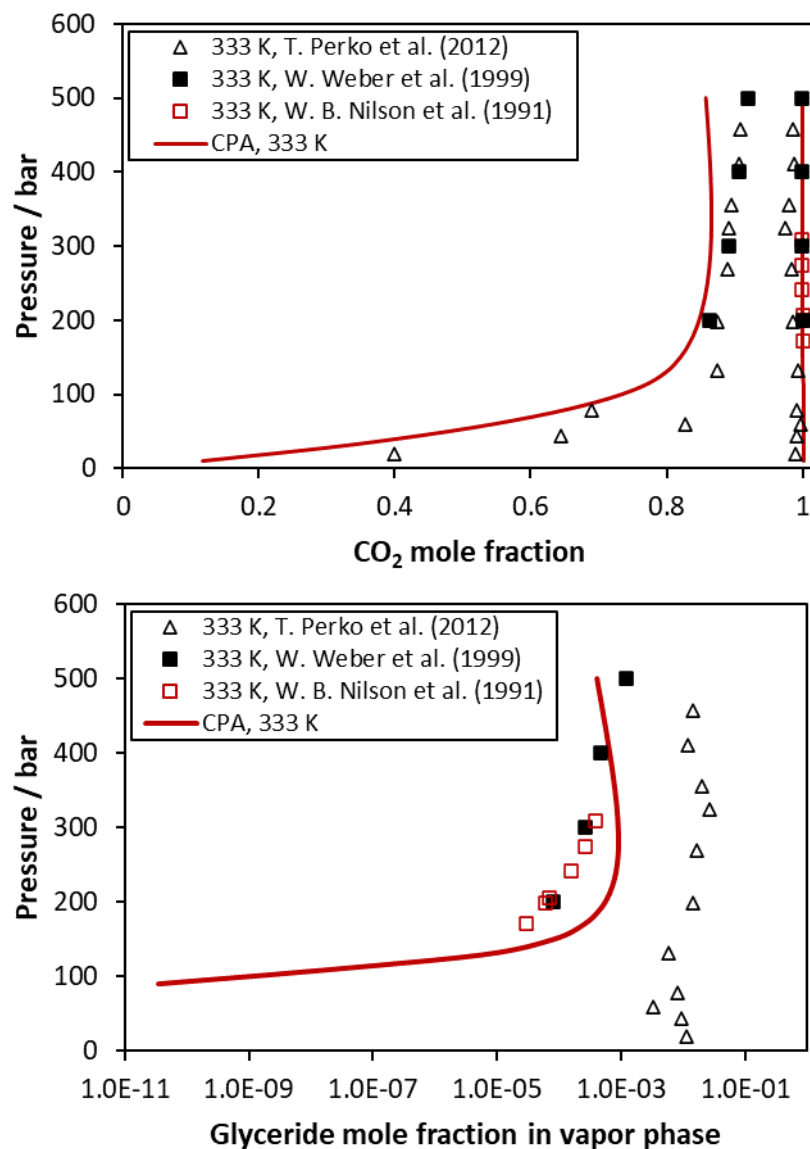 600
500
400
300
200
100
0
Pressure / bar
333 K, T. Perko et al. (2012)
333 K, W. Weber et al. (1999)
333 K, W. B. Nilson et al. (1991)
CPA, 333 K
0 0.2 0.4 0.6 0.8 1
CO₂ mole fraction
600
500
400
300
200
100
0
Pressure / bar
333 K, T. Perko et al. (2012)
333 K, W. Weber et al. (1999)
333 K, W. B. Nilson et al. (1991)
CPA, 333 K
1.0E-11 1.0E-09 1.0E-07 1.0E-05 1.0E-03 1.0E-01
Glyceride mole fraction in vapor phase